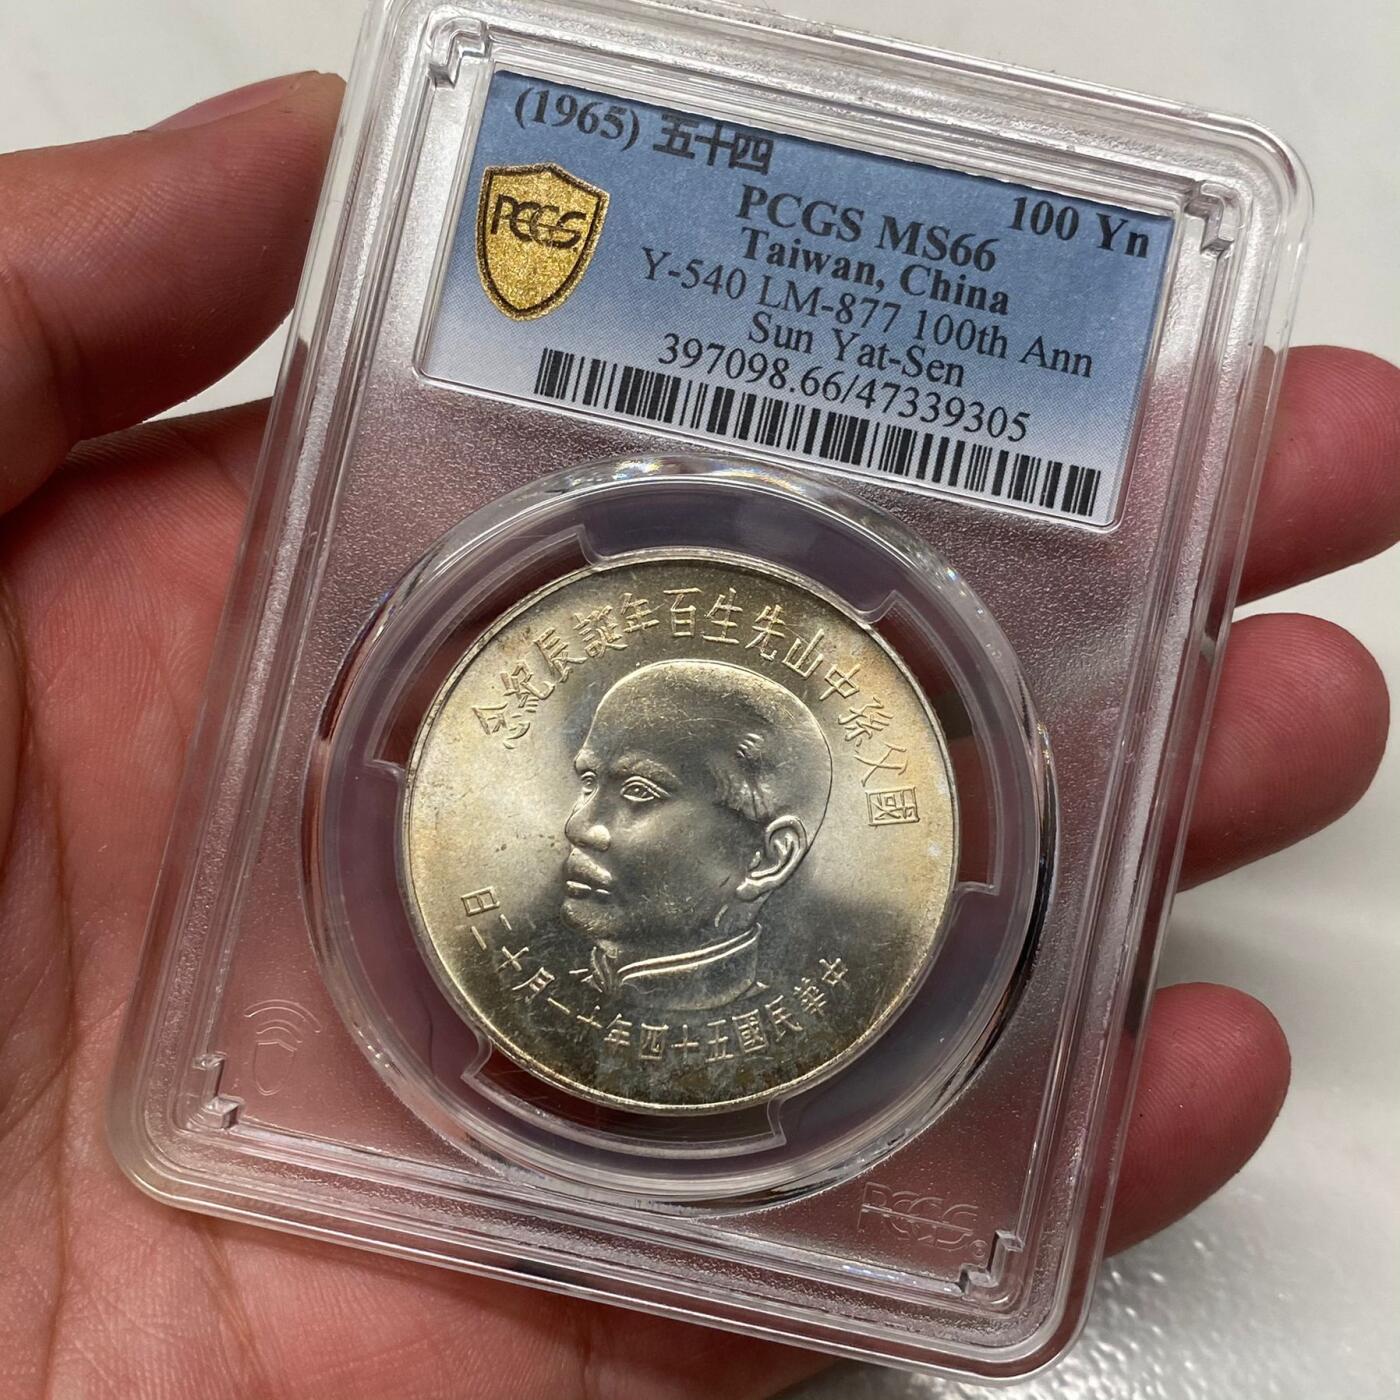 (1965) 五十四
100 Yn
PCGS
PCGS MS66
Taiwan, China
Y-540 LM-877 100th Ann
Sun Yat-Sen
397098.66/47339305
國父孫中山先生百年誕辰紀念
中華民國五十四年十一月十二日
PCGS